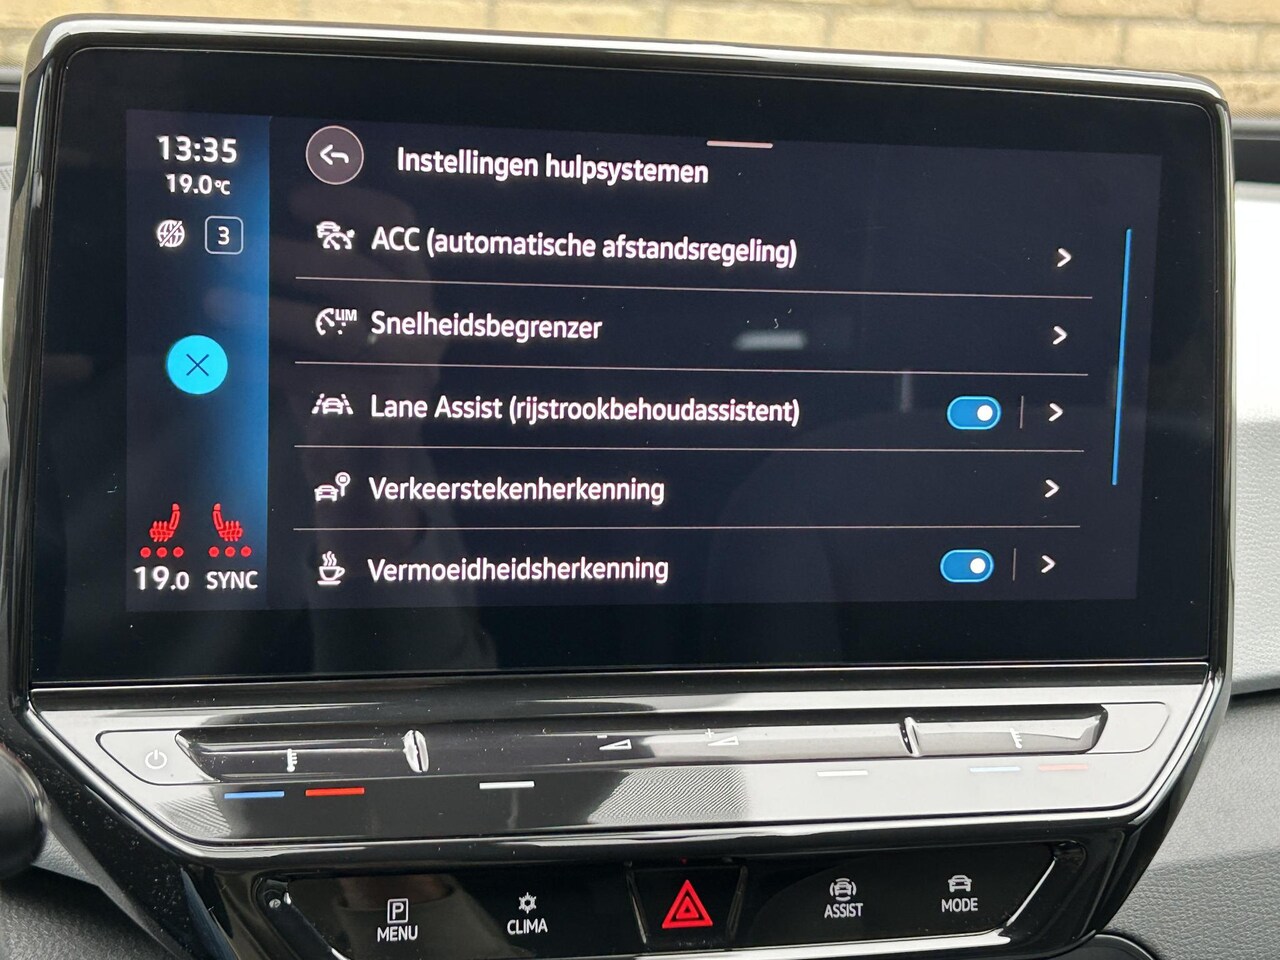 13:35
19.0°C
3
Instellingen hulpsystemen
ACC (automatische afstandsregeling)
LIM
Snelheidsbegrenzer
Lane Assist (rijstrookbehoudassistent)
Verkeerstekenherkenning
Vermoeidheidsherkenning
19.0 SYNC
P
MENU
CLIMA
ASSIST
MODE